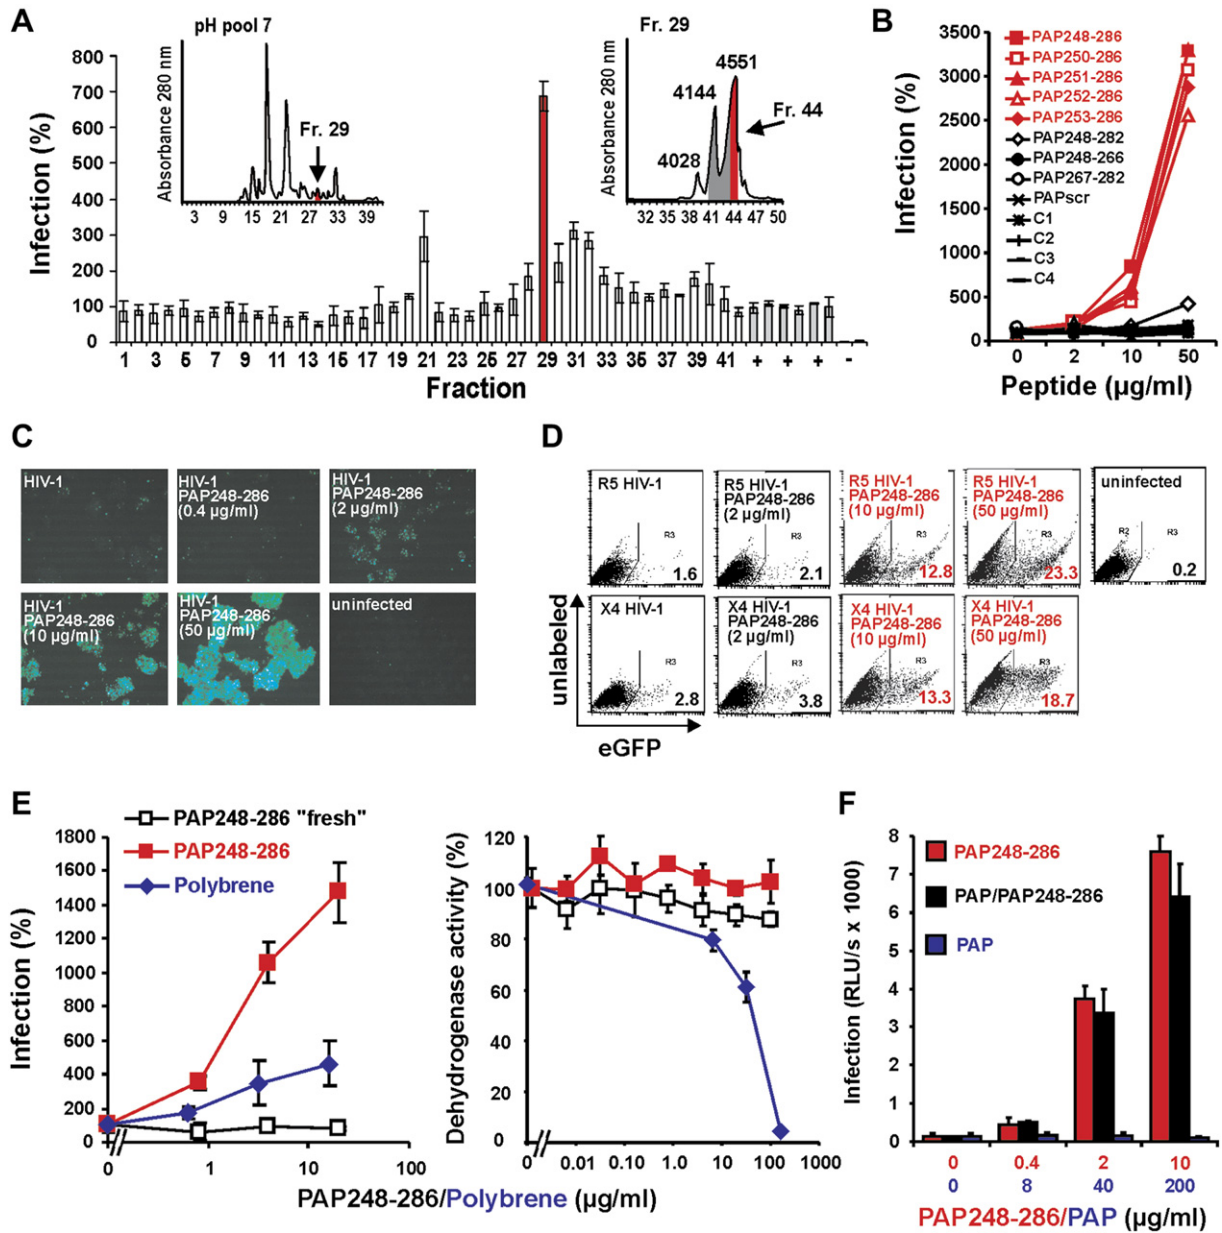 A
pH pool 7
Absorbance 280 nm
Fr. 29
3 9 15 21 27 33 39
Fr. 29
Absorbance 280 nm
4551
4144
4028
Fr. 44
32 35 38 41 44 47 50
Infection (%)
800
700
600
500
400
300
200
100
0
1 3 5 7 9 11 13 15 17 19 21 23 25 27 29 31 33 35 37 39 41 + + + -
Fraction
B
Infection (%)
3500
3000
2500
2000
1500
1000
500
0
PAP248-286
PAP250-286
PAP251-286
PAP252-286
PAP253-286
PAP248-282
PAP248-266
PAP267-282
PAPscr
C1
C2
C3
C4
0 2 10 50
Peptide (µg/ml)
C
HIV-1
HIV-1
PAP248-286
(0.4 µg/ml)
HIV-1
PAP248-286
(2 µg/ml)
HIV-1
PAP248-286
(10 µg/ml)
HIV-1
PAP248-286
(50 µg/ml)
uninfected
D
R5 HIV-1
R3
1.6
R5 HIV-1
PAP248-286
(2 µg/ml)
R3
2.1
R5 HIV-1
PAP248-286
(10 µg/ml)
R3
12.8
R5 HIV-1
PAP248-286
(50 µg/ml)
R3
23.3
uninfected
R2 R3
0.2
X4 HIV-1
R3
2.8
X4 HIV-1
PAP248-286
(2 µg/ml)
R3
3.8
X4 HIV-1
PAP248-286
(10 µg/ml)
R3
13.3
X4 HIV-1
PAP248-286
(50 µg/ml)
R3
18.7
unlabeled
eGFP
E
PAP248-286 "fresh"
PAP248-286
Polybrene
Infection (%)
1800
1600
1400
1200
1000
800
600
400
200
0
0 1 10 100
Dehydrogenase activity (%)
120
100
80
60
40
20
0
0 0.01 0.10 1.0 10 100 1000
PAP248-286/Polybrene (µg/ml)
F
Infection (RLU/s x 1000)
8
7
6
5
4
3
2
1
0
PAP248-286
PAP/PAP248-286
PAP
0 0.4 2 10
0 8 40 200
PAP248-286/PAP (µg/ml)